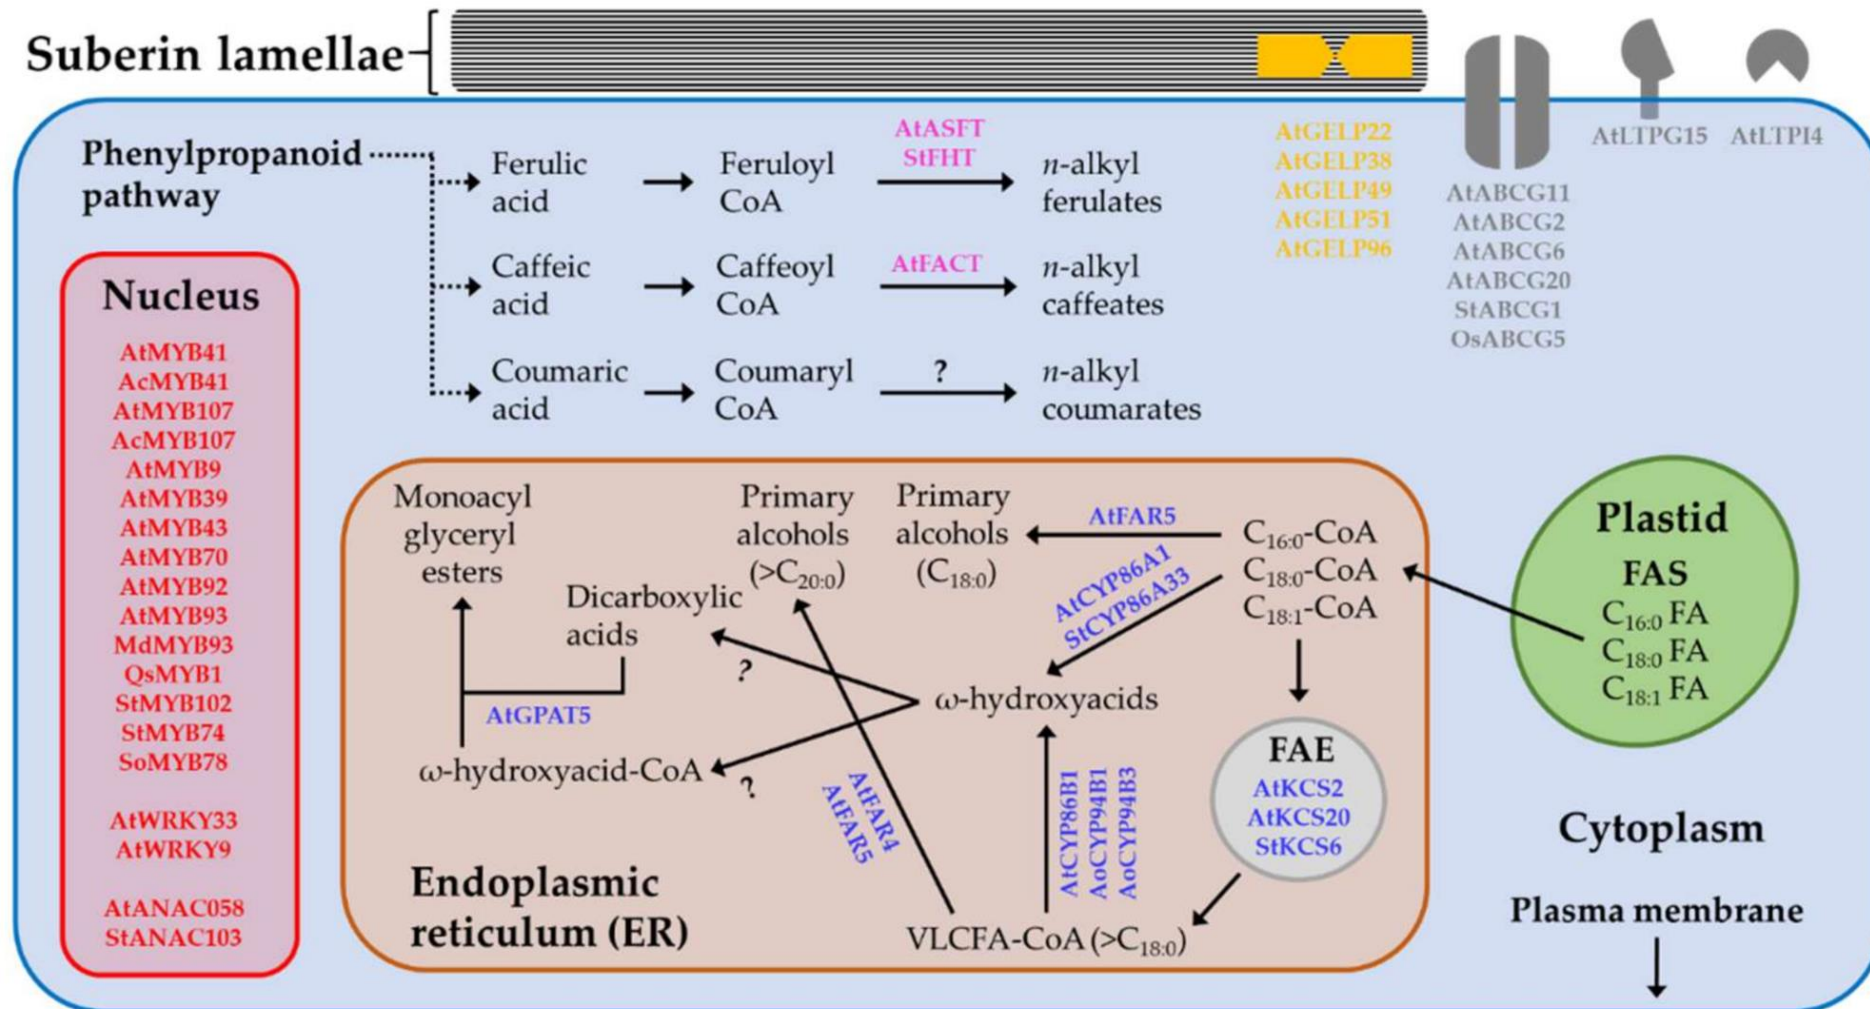 Suberin lamellae
Phenylpropanoid
pathway
Ferulic
acid
Feruloyl
CoA
AtASFT
StFHT
n-alkyl
ferulates
Caffeic
acid
Caffeoyl
CoA
AtFACT
n-alkyl
caffeates
Coumaric
acid
Coumaryl
CoA
?
n-alkyl
coumarates
AtGELP22
AtGELP38
AtGELP49
AtGELP51
AtGELP96
AtABCG11
AtABCG2
AtABCG6
AtABCG20
StABCG1
OsABCG5
AtLTPG15
AtLTPI4
Nucleus
AtMYB41
AcMYB41
AtMYB107
AcMYB107
AtMYB9
AtMYB39
AtMYB43
AtMYB70
AtMYB92
AtMYB93
MdMYB93
QsMYB1
StMYB102
StMYB74
SoMYB78
AtWRKY33
AtWRKY9
AtANAC058
StANAC103
Monoacyl
glyceryl
esters
Primary
alcohols
(>C20:0)
Primary
alcohols
(C18:0)
AtFAR5
C16:0-CoA
C18:0-CoA
C18:1-CoA
AtCYP86A1
StCYP86A33
Dicarboxylic
acids
?
ω-hydroxyacids
AtGPAT5
ω-hydroxyacid-CoA
?
AtFAR4
AtFAR5
AtCYP86B1
AoCYP94B1
AoCYP94B3
FAE
AtKCS2
AtKCS20
StKCS6
VLCFA-CoA (>C18:0)
Endoplasmic
reticulum (ER)
Plastid
FAS
C16:0 FA
C18:0 FA
C18:1 FA
Cytoplasm
Plasma membrane